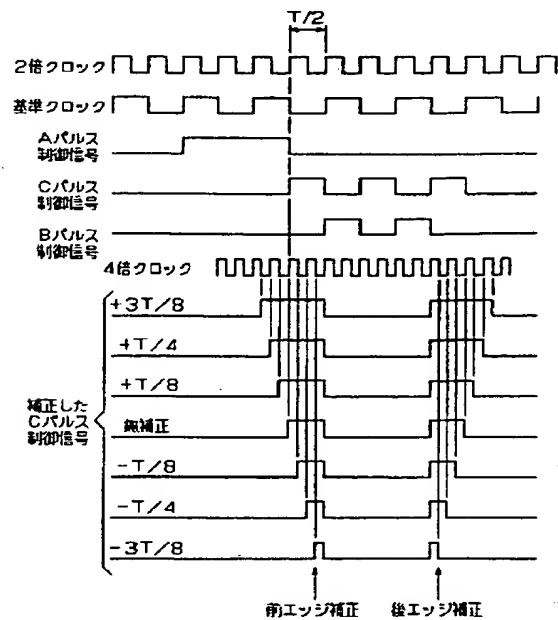 T/2
2倍クロック
基準クロック
Aパルス
制御信号
Cパルス
制御信号
Bパルス
制御信号
4倍クロック
+3T/8
+T/4
+T/8
無補正
-T/8
-T/4
-3T/8
補正した
Cパルス
制御信号
前エッジ補正
後エッジ補正